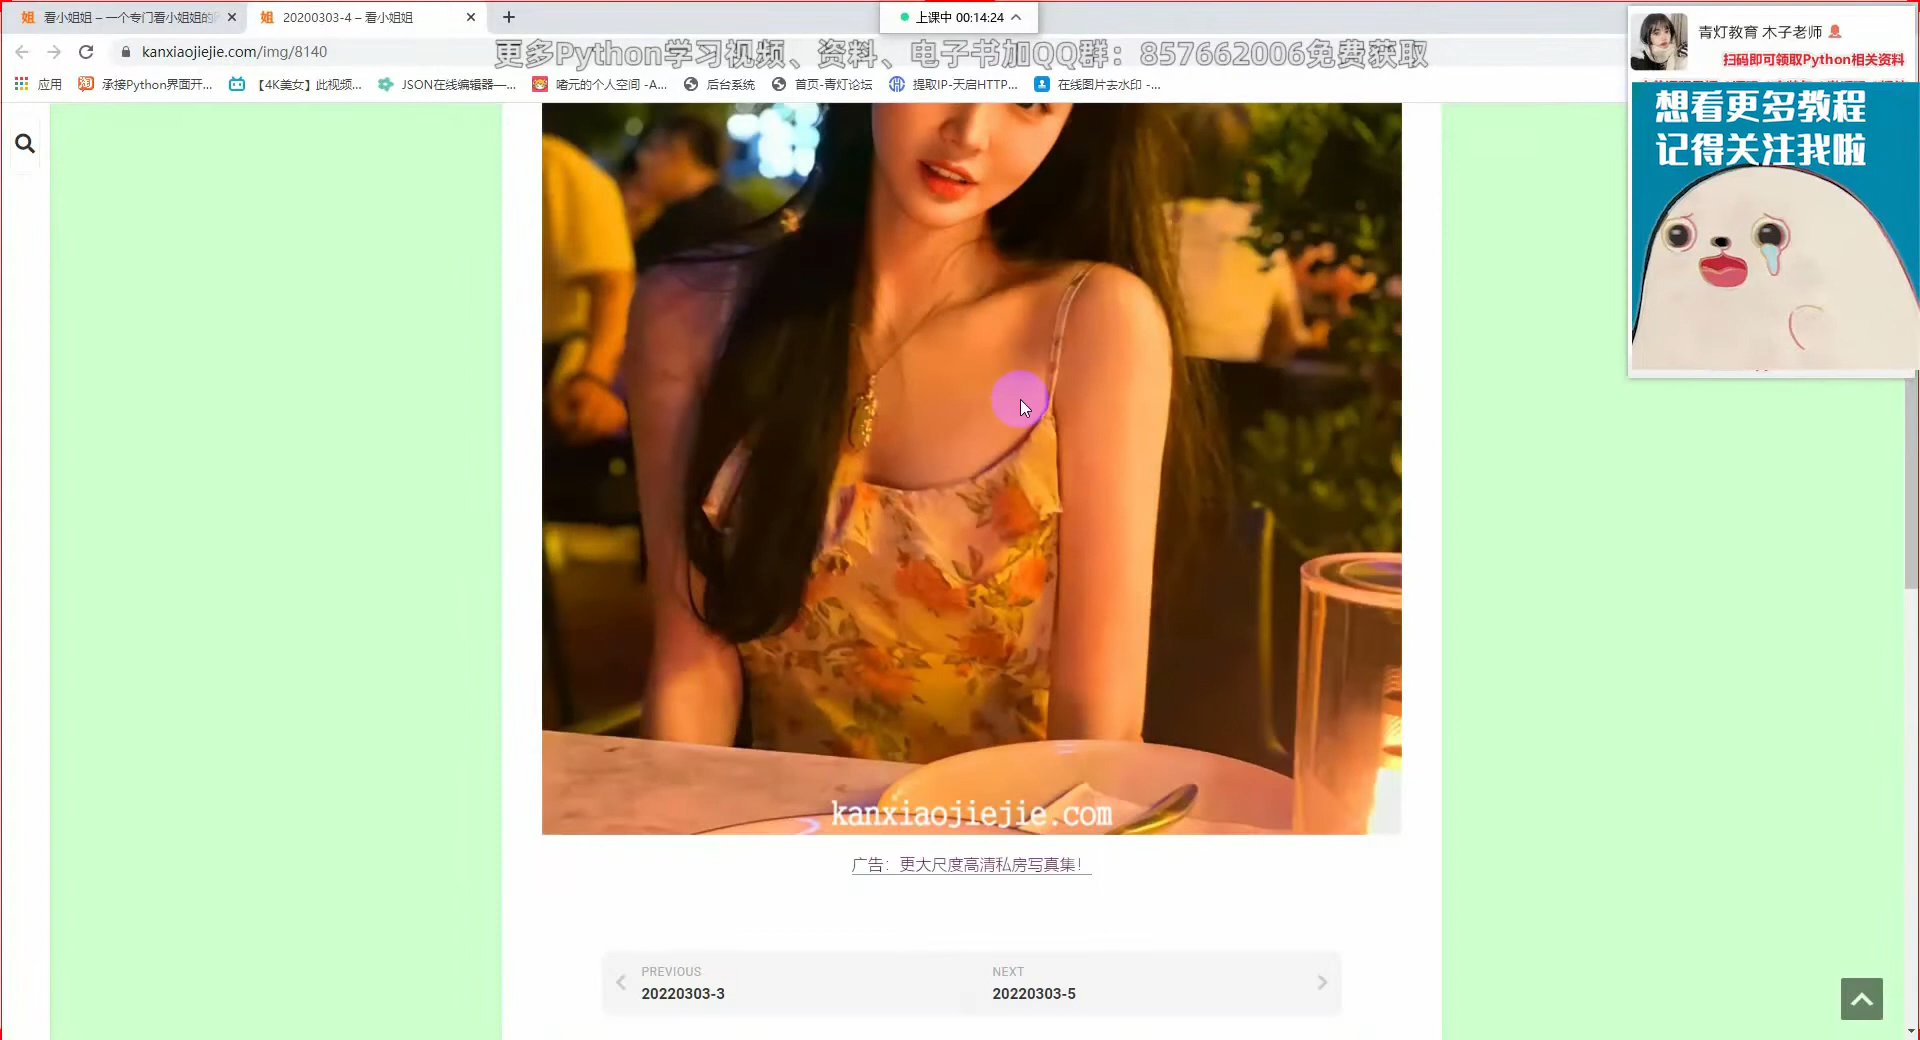 看小姐姐 – 一个专门看小姐姐的
20200303-4 – 看小姐姐
上课中 00:14:24
kanxiaojiejie.com/img/8140
更多Python学习视频、资料、电子书加QQ群：857662006免费获取
应用
承接Python界面开...
【4K美女】此视频...
JSON在线编辑器—...
啫元的个人空间 -A...
后台系统
首页-青灯论坛
提取IP-天启HTTP...
在线图片去水印 -...
青灯教育 木子老师
扫码即可领取Python相关资料
想看更多教程
记得关注我啦
kanxiaojiejie.com
广告：更大尺度高清私房写真集！
PREVIOUS
20220303-3
NEXT
20220303-5